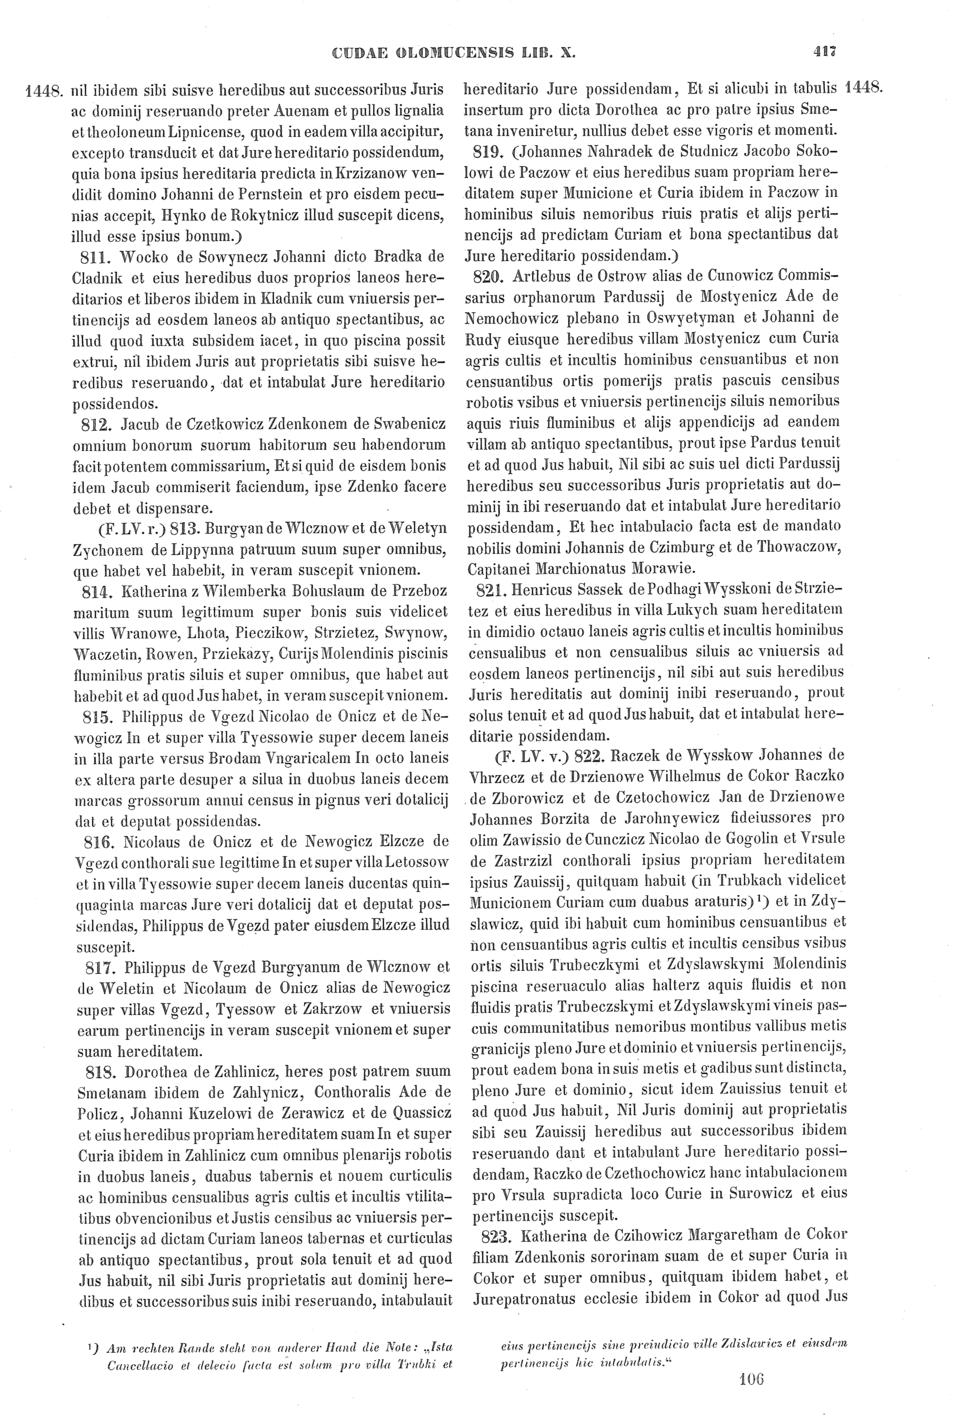 CUDAE OLOMUCENSIS LIB. X. 417
1448. nil ibidem sibi suisve heredibus aut successoribus Juris
ac dominij reseruando preter Auenam et pullos lignalia
et theoloneum Lipnicense, quod in eadem villa accipitur,
excepto transducit et dat Jure hereditario possidendum,
quia bona ipsius hereditaria predicta in Krzizanow ven-
didit domino Johanni de Pernstein et pro eisdem pecu-
nias accepit, Hynko de Rokytnicz illud suscepit dicens,
illud esse ipsius bonum.)
811. Wocko de Sowynecz Johanni dicto Bradka de
Cladnik et eius heredibus duos proprios laneos here-
ditarios et liberos ibidem in Kladnik cum vniuersis per-
tinencijs ad eosdem laneos ab antiquo spectantibus, ac
illud quod iuxta subsidem iacet, in quo piscina possit
extrui, nil ibidem Juris aut proprietatis sibi suisve he-
redibus reseruando, dat et intabulat Jure hereditario
possidendos.
812. Jacub de Czetkowicz Zdenkonem de Swabenicz
omnium bonorum suorum habitorum seu habendorum
facit potentem commissarium, Et si quid de eisdem bonis
idem Jacub commiserit faciendum, ipse Zdenko facere
debet et dispensare.
(F. LV. r.) 813. Burgyan de Wlcznow et de Weletyn
Zychonem de Lippynna patruum suum super omnibus,
que habet vel habebit, in veram suscepit vnionem.
814. Katherina z Wilemberka Bohuslaum de Przeboz
maritum suum legittimum super bonis suis videlicet
villis Wranowe, Lhota, Pieczikow, Strzietez, Swynow,
Waczetin, Rowen, Prziekazy, Curijs Molendinis piscinis
fluminibus pratis siluis et super omnibus, que habet aut
habebit et ad quod Jus habet, in veram suscepit vnionem.
815. Philippus de Vgezd Nicolao de Onicz et de Ne-
wogicz In et super villa Tyessowie super decem laneis
in illa parte versus Brodam Vngaricalem In octo laneis
ex altera parte desuper a silua in duobus laneis decem
marcas grossorum annui census in pignus veri dotalicij
dat et deputat possidendas.
816. Nicolaus de Onicz et de Newogicz Elzcze de
Vgezd conthorali sue legittime In et super villa Letossow
et in villa Tyessowie super decem laneis ducentas quin-
quaginta marcas Jure veri dotalicij dat et deputat pos-
sidendas, Philippus de Vgezd pater eiusdem Elzcze illud
suscepit.
817. Philippus de Vgezd Burgyanum de Wlcznow et
de Weletin et Nicolaum de Onicz alias de Newogicz
super villas Vgezd, Tyessow et Zakrzow et vniuersis
earum pertinencijs in veram suscepit vnionem et super
suam hereditatem.
818. Dorothea de Zahlinicz, heres post patrem suum
Smetanam ibidem de Zahlynicz, Conthoralis Ade de
Policz, Johanni Kuzelowi de Zerawicz et de Quassicz
et eius heredibus propriam hereditatem suam In et super
Curia ibidem in Zahlinicz cum omnibus plenarijs robotis
in duobus laneis, duabus tabernis et nouem curticulis
ac hominibus censualibus agris cultis et incultis vtilita-
tibus obvencionibus et Justis censibus ac vniuersis per-
tinencijs ad dictam Curiam laneos tabernas et curticulas
ab antiquo spectantibus, prout sola tenuit et ad quod
Jus habuit, nil sibi Juris proprietatis aut dominij here-
dibus et successoribus suis inibi reseruando, intabulauit
hereditario Jure possidendam, Et si alicubi in tabulis 1448.
insertum pro dicta Dorothea ac pro patre ipsius Sme-
tana inveniretur, nullius debet esse vigoris et momenti.
819. (Johannes Nahradek de Studnicz Jacobo Soko-
lowi de Paczow et eius heredibus suam propriam here-
ditatem super Municione et Curia ibidem in Paczow in
hominibus siluis nemoribus riuis pratis et alijs perti-
nencijs ad predictam Curiam et bona spectantibus dat
Jure hereditario possidendam.)
820. Artlebus de Ostrow alias de Cunowicz Commis-
sarius orphanorum Pardussij de Mostyenicz Ade de
Nemochowicz plebano in Oswyetyman et Johanni de
Rudy eiusque heredibus villam Mostyenicz cum Curia
agris cultis et incultis hominibus censuantibus et non
censuantibus ortis pomerijs pratis pascuis censibus
robotis vsibus et vniuersis pertinencijs siluis nemoribus
aquis riuis fluminibus et alijs appendicijs ad eandem
villam ab antiquo spectantibus, prout ipse Pardus tenuit
et ad quod Jus habuit, Nil sibi ac suis uel dicti Pardussij
heredibus seu successoribus Juris proprietatis aut do-
minij in ibi reseruando dat et intabulat Jure hereditario
possidendam, Et hec intabulacio facta est de mandato
nobilis domini Johannis de Czimburg et de Thowaczow,
Capitanei Marchionatus Morawie.
821. Henricus Sassek de Podhagi Wysskoni de Strzie-
tez et eius heredibus in villa Lukych suam hereditatem
in dimidio octauo laneis agris cultis et incultis hominibus
censualibus et non censualibus siluis ac vniuersis ad
eosdem laneos pertinencijs, nil sibi aut suis heredibus
Juris hereditatis aut dominij inibi reseruando, prout
solus tenuit et ad quod Jus habuit, dat et intabulat here-
ditarie possidendam.
(F. LV. v.) 822. Raczek de Wysskow Johannes de
Vhrzecz et de Drzienowe Wilhelmus de Cokor Raczko
de Zborowicz et de Czetochowicz Jan de Drzienowe
Johannes Borzita de Jarohnyewicz fideiussores pro
olim Zawissio de Cunczicz Nicolao de Gogolin et Vrsule
de Zastrzizl conthorali ipsius propriam hereditatem
ipsius Zauissij, quitquam habuit (in Trubkach videlicet
Municionem Curiam cum duabus araturis)¹) et in Zdy-
slawicz, quid ibi habuit cum hominibus censuantibus et
non censuantibus agris cultis et incultis censibus vsibus
ortis siluis Trubeczkymi et Zdyslawskymi Molendinis
piscina reseruaculo alias halterz aquis fluidis et non
fluidis pratis Trubeczskymi et Zdyslawskymi vineis pas-
cuis communitatibus nemoribus montibus vallibus metis
granicijs pleno Jure et dominio et vniuersis pertinencijs,
prout eadem bona in suis metis et gadibus sunt distincta,
pleno Jure et dominio, sicut idem Zauissius tenuit et
ad quod Jus habuit, Nil Juris dominij aut proprietatis
sibi seu Zauissij heredibus aut successoribus ibidem
reseruando dant et intabulant Jure hereditario possi-
dendam, Raczko de Czethochowicz hanc intabulacionem
pro Vrsula supradicta loco Curie in Surowicz et eius
pertinencijs suscepit.
823. Katherina de Czihowicz Margaretham de Cokor
filiam Zdenkonis sororinam suam de et super Curia in
Cokor et super omnibus, quitquam ibidem habet, et
Jurepatronatus ecclesie ibidem in Cokor ad quod Jus
¹) Am rechten Rande steht von anderer Hand die Note: „Ista
Cancellacio et delecio facta est solum pro villa Trubki et
eius pertinencijs sine preiudicio ville Zdislawicz et eiusdem
pertinencijs hic intabulatis.“
106